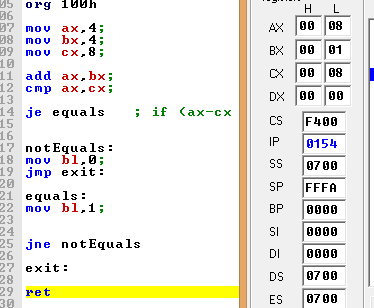 05 org 100h
06
07 mov ax,4;
08 mov bx,4;
09 mov cx,8;
10
11 add ax,bx;
12 cmp ax,cx;
13
14 je equals ; if (ax-cx
15
16
17 notEquals:
18 mov bl,0;
19 jmp exit:
20
21 equals:
22 mov bl,1;
23
24
25 jne notEquals
26
27 exit:
28
29 ret
30
H L
AX 00 08
BX 00 01
CX 00 08
DX 00 00
CS F400
IP 0154
SS 0700
SP FFFA
BP 0000
SI 0000
DI 0000
DS 0700
ES 0700